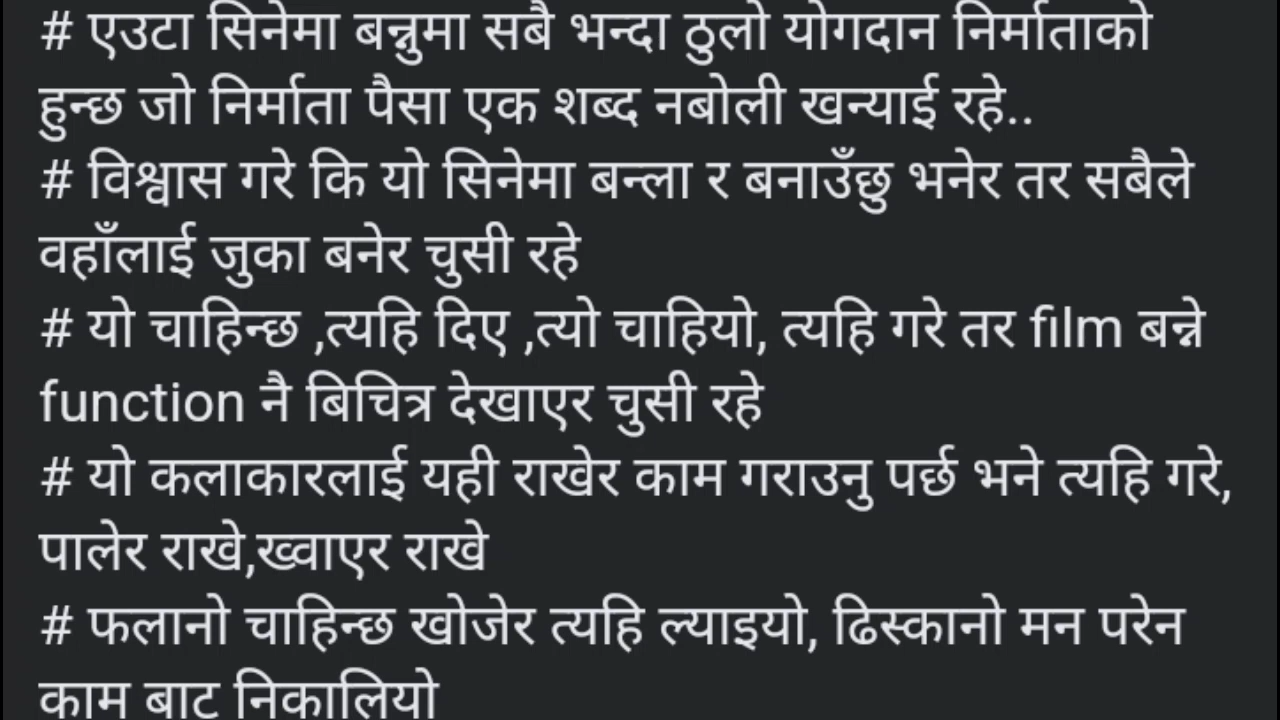 # एउटा सिनेमा बन्नुमा सबै भन्दा ठुलो योगदान निर्माताको
हुन्छ जो निर्माता पैसा एक शब्द नबोली खन्याई रहे..
# विश्वास गरे कि यो सिनेमा बन्ला र बनाउँछु भनेर तर सबैले
वहाँलाई जुका बनेर चुसी रहे
# यो चाहिन्छ ,त्यहि दिए ,त्यो चाहियो, त्यहि गरे तर film बन्ने
function नै बिचित्र देखाएर चुसी रहे
# यो कलाकारलाई यही राखेर काम गराउनु पर्छ भने त्यहि गरे,
पालेर राखे,ख्वाएर राखे
# फलानो चाहिन्छ खोजेर त्यहि ल्याइयो, ढिस्कानो मन परेन
काम बाट निकालियो